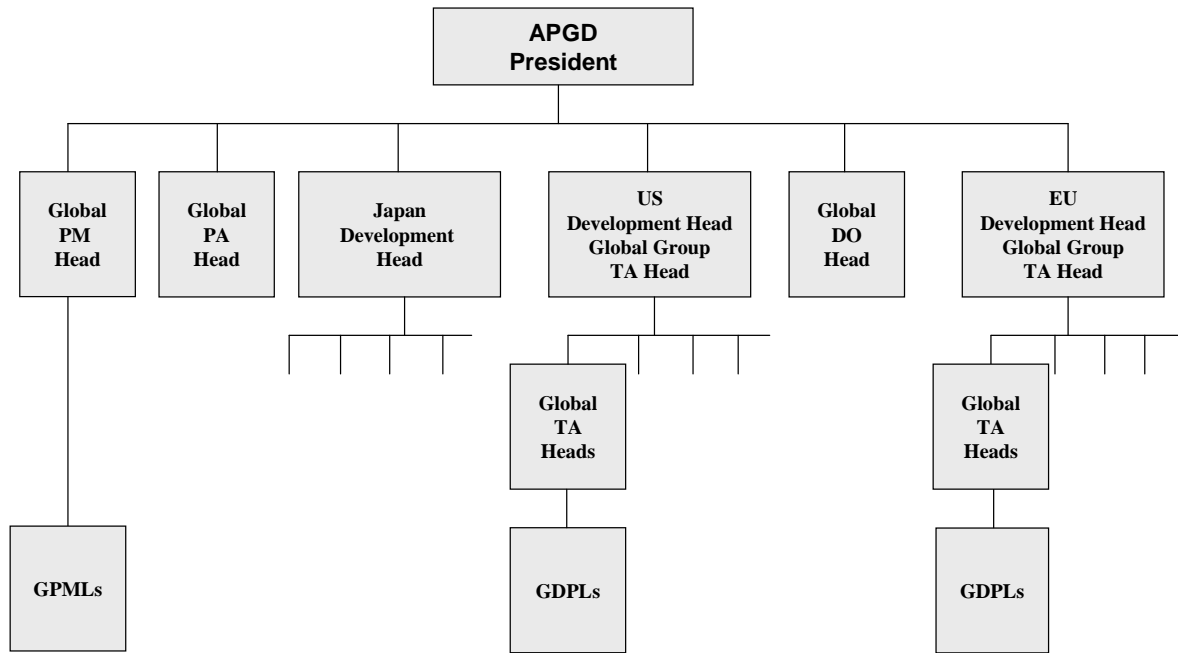 APGD
President
Global
PM
Head
Global
PA
Head
Japan
Development
Head
US
Development Head
Global Group
TA Head
Global
DO
Head
EU
Development Head
Global Group
TA Head
Global
TA
Heads
Global
TA
Heads
GPMLs
GDPLs
GDPLs